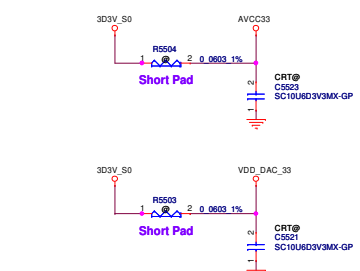 3D3V_S0
AVCC33
R5504
1 @ 2 0_0603_1%
Short Pad
2
CRT@
C5523
SC10U6D3V3MX-GP
1
3D3V_S0
VDD_DAC_33
R5503
1 @ 2 0_0603_1%
Short Pad
2
CRT@
C5521
SC10U6D3V3MX-GP
1